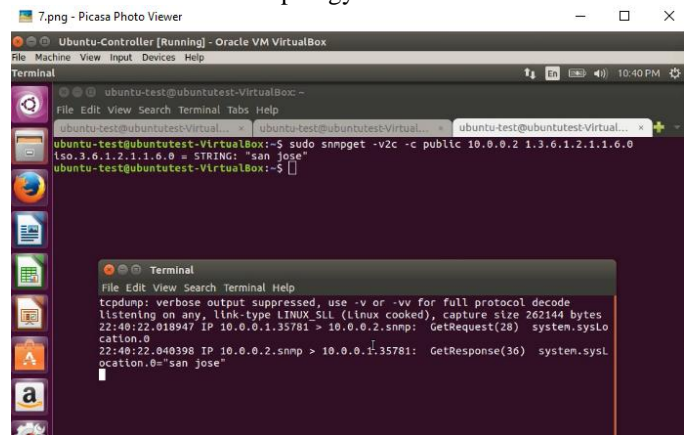 7.png - Picasa Photo Viewer
Ubuntu-Controller [Running] - Oracle VM VirtualBox
File Machine View Input Devices Help
Terminal
En
10:40 PM
ubuntu-test@ubuntutest-VirtualBox: ~
File Edit View Search Terminal Tabs Help
ubuntu-test@ubuntutest-Virtual... × ubuntu-test@ubuntutest-Virtual... × ubuntu-test@ubuntutest-Virtual... ×
ubuntu-test@ubuntutest-VirtualBox:~$ sudo snmpget -v2c -c public 10.0.0.2 1.3.6.1.2.1.1.6.0
iso.3.6.1.2.1.1.6.0 = STRING: "san jose"
ubuntu-test@ubuntutest-VirtualBox:~$
Terminal
File Edit View Search Terminal Help
tcpdump: verbose output suppressed, use -v or -vv for full protocol decode
listening on any, link-type LINUX_SLL (Linux cooked), capture size 262144 bytes
22:40:22.018947 IP 10.0.0.1.35781 > 10.0.0.2.snmp: GetRequest(28) system.sysLo
cation.0
22:40:22.040398 IP 10.0.0.2.snmp > 10.0.0.1.35781: GetResponse(36) system.sysL
ocation.0="san jose"